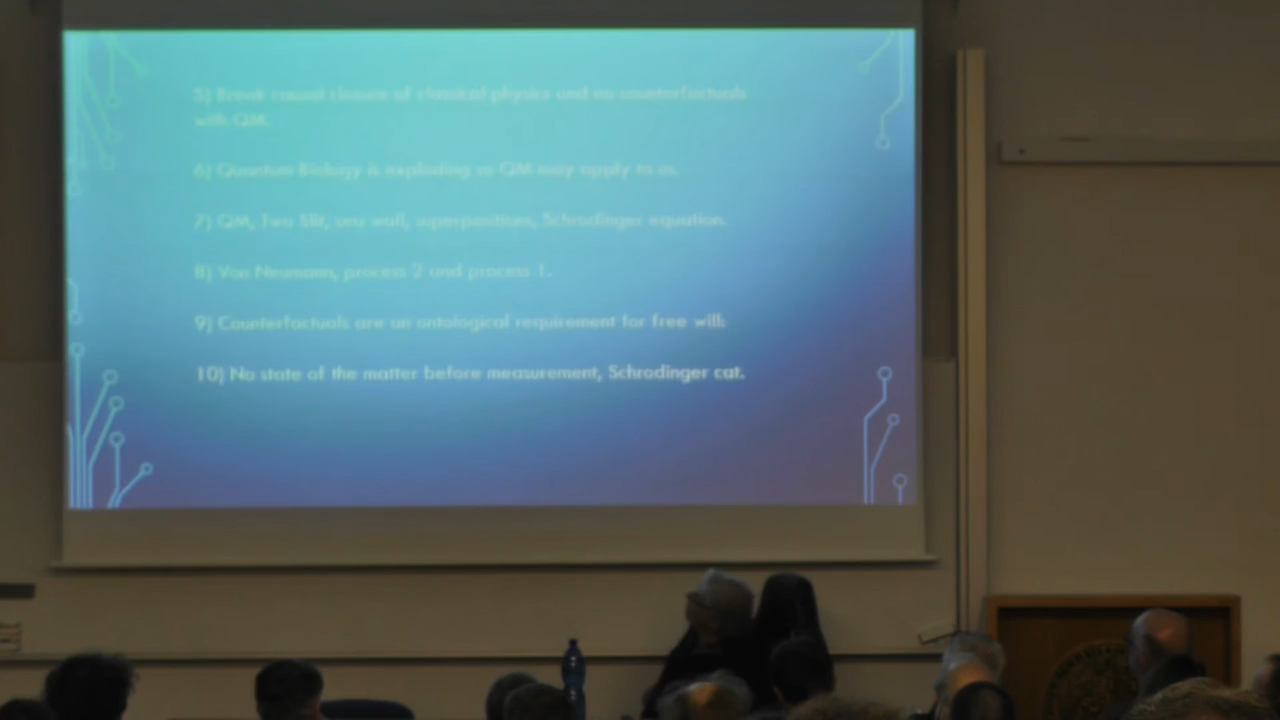 5) Break causal closure of classical physics and no counterfactuals
with QM.
6) Quantum Biology is exploding so QM may apply to us.
7) QM, Two Slit, wall, superpositions, Schrodinger equation.
8) Von Neumann, process 2 and process 1.
9) Counterfactuals are an ontological requirement for free will:
10) No state of the matter before measurement, Schrodinger cat.